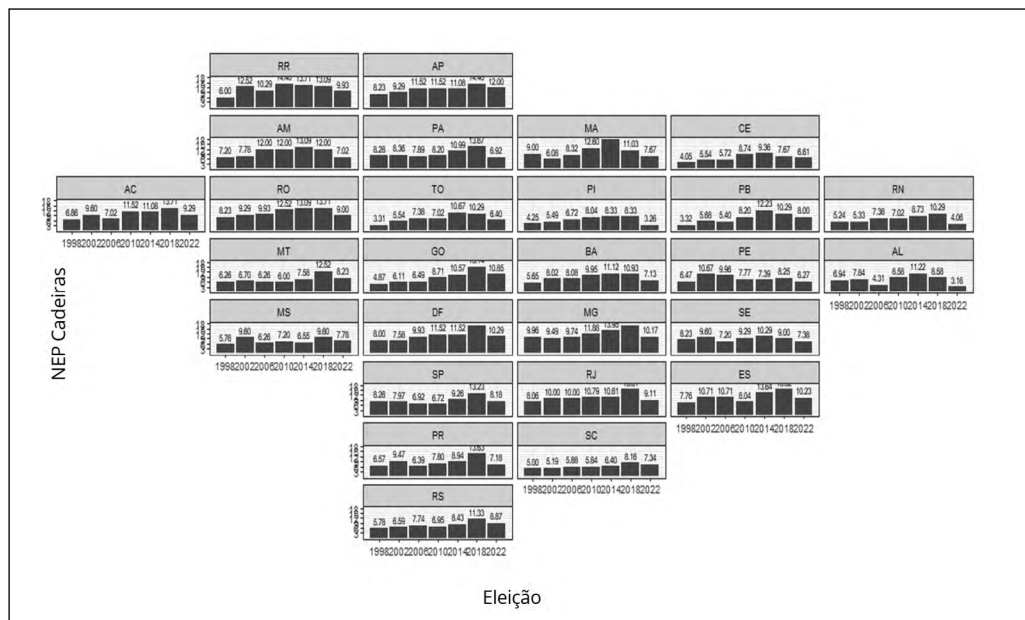 RR AP
12.52 13.71 13.09
6.00 10.29 9.93
8.23 9.29 11.52 11.52 11.08 12.00
AM PA MA CE
7.20 7.78 12.00 12.00 13.09 12.00 7.02
8.28 8.36 7.89 8.20 10.99 13.67 6.92
9.00 6.08 8.32 12.60 11.03 7.67
4.05 5.54 5.72 8.74 9.36 7.67 6.61
AC RO TO PI PB RN
6.86 9.60 7.02 11.52 11.08 13.71 9.29
8.23 9.29 9.93 12.52 13.09 13.71 9.00
3.31 5.54 7.38 7.02 10.67 10.29 6.40
4.25 5.49 6.72 8.04 8.33 8.33 3.26
3.32 5.68 5.40 8.20 12.23 10.29 8.00
5.24 5.33 7.38 7.02 8.73 10.29 4.06
1998 2002 2006 2010 2014 2018 2022
MT GO BA PE AL
6.26 6.70 6.26 6.00 7.58 12.52 8.23
4.87 6.11 6.49 8.71 10.57 10.85
5.65 8.02 8.08 9.95 11.12 10.93 7.13
6.47 10.67 9.96 7.77 7.39 8.25 6.27
6.94 7.84 4.31 8.58 11.22 8.58 3.16
1998 2002 2006 2010 2014 2018 2022
MS DF MG SE
5.76 9.60 6.26 7.20 6.55 9.60 7.78
8.00 7.58 9.93 11.52 11.52 10.29
9.96 9.49 9.74 11.88 13.95 10.17
8.23 9.60 7.20 9.29 10.29 9.00 7.38
1998 2002 2006 2010 2014 2018 2022
SP RJ ES
8.26 7.97 6.92 6.72 9.26 13.23 8.18
8.06 10.00 10.00 10.79 10.61 9.11
7.76 10.71 10.71 8.04 13.64 10.23
1998 2002 2006 2010 2014 2018 2022
PR SC
6.57 9.47 6.39 7.80 8.94 13.63 7.18
5.00 5.19 5.88 5.84 6.40 8.16 7.34
1998 2002 2006 2010 2014 2018 2022
RS
5.78 6.59 7.74 6.95 8.43 11.33 8.87
1998 2002 2006 2010 2014 2018 2022
NEP Cadeiras
Eleição